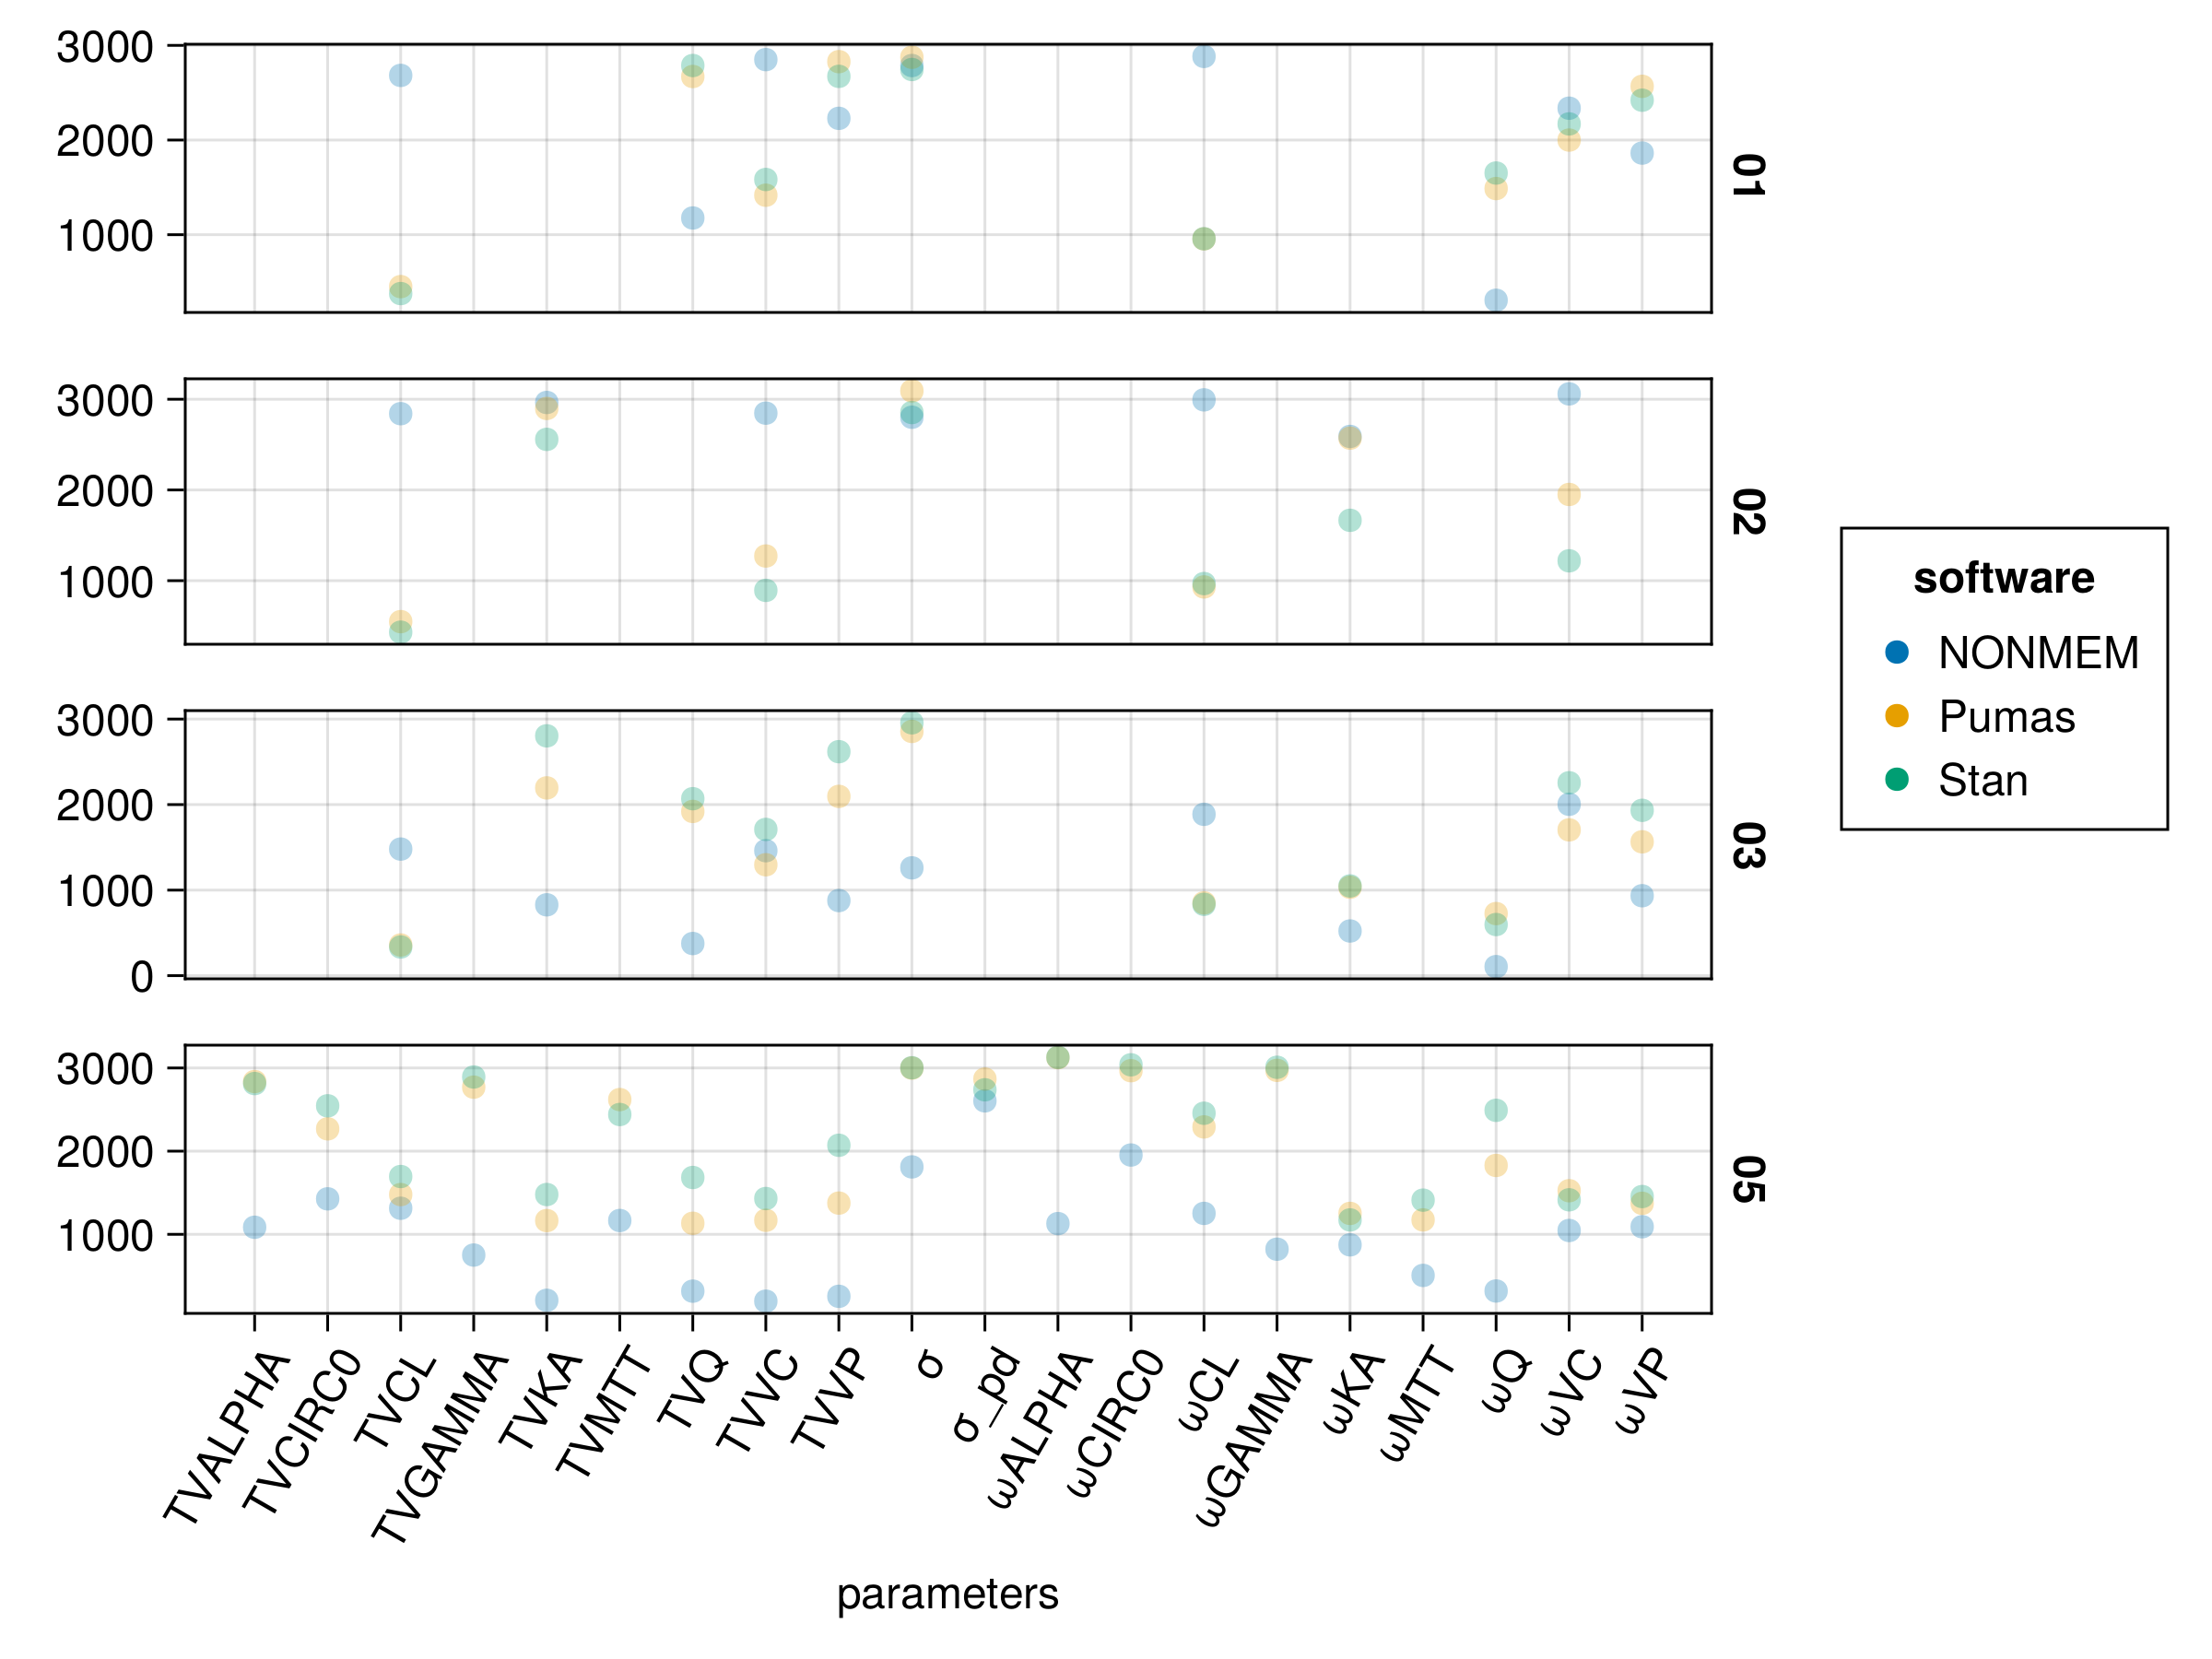 3000
2000
1000
01
3000
2000
1000
02
3000
2000
1000
0
03
3000
2000
1000
05
TVALPHA
TVCIRC0
TVCL
TVGAMMA
TVKA
TVMTT
TVQ
TVVC
TVVP
σ
σ_pd
ωALPHA
ωCIRC0
ωCL
ωGAMMA
ωKA
ωMTT
ωQ
ωVC
ωVP
parameters
software
NONMEM
Pumas
Stan